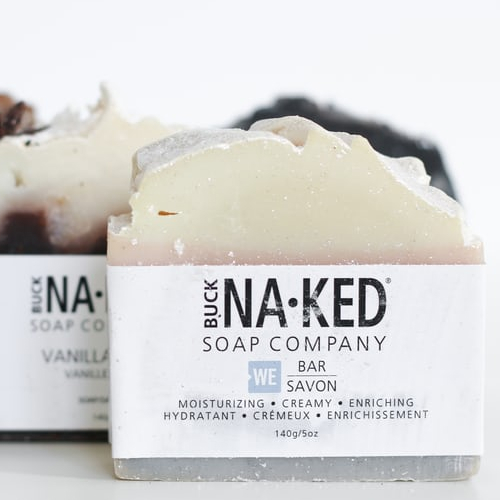 BUCK
NA•KED®
SOAP COMPANY
WE BAR
SAVON
MOISTURIZING • CREAMY • ENRICHING
HYDRATANT • CRÉMEUX • ENRICHISSEMENT
140g/5oz
BUCK
NA•
SOAP CO
VANILLA
VANILLE